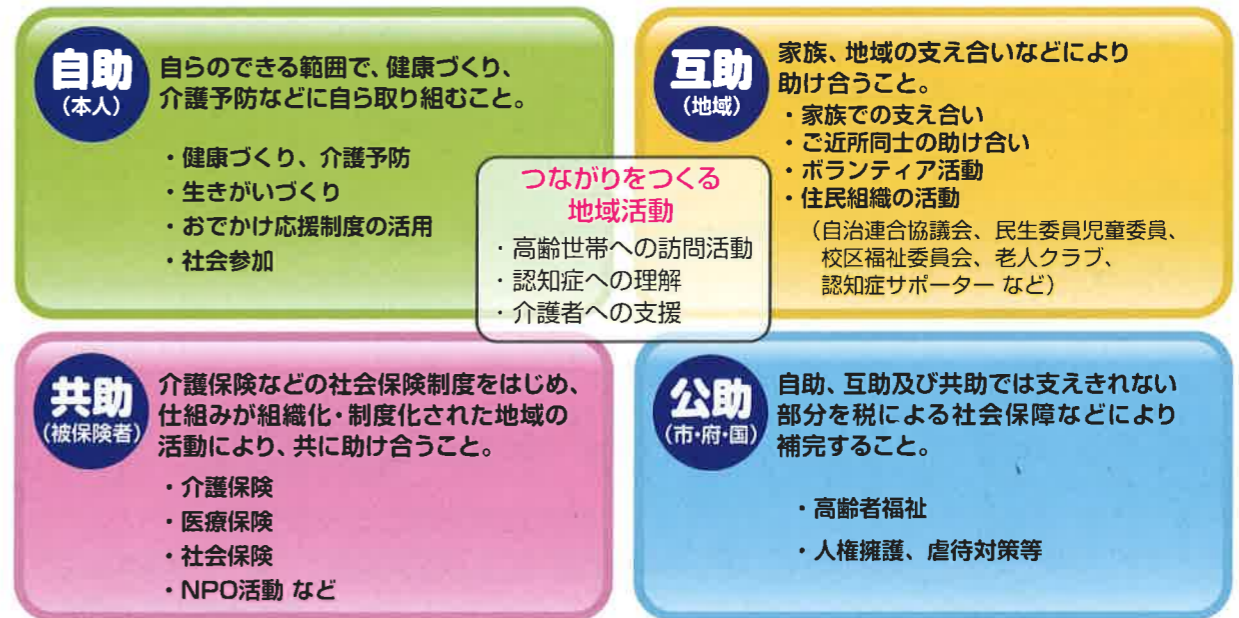 自助
（本人）
自らのできる範囲で、健康づくり、
介護予防などに自ら取り組むこと。
・健康づくり、介護予防
・生きがいづくり
・おでかけ応援制度の活用
・社会参加
互助
（地域）
家族、地域の支え合いなどにより
助け合うこと。
・家族での支え合い
・ご近所同士の助け合い
・ボランティア活動
・住民組織の活動
（自治連合協議会、民生委員児童委員、
校区福祉委員会、老人クラブ、
認知症サポーター など）
つながりをつくる
地域活動
・高齢世帯への訪問活動
・認知症への理解
・介護者への支援
共助
（被保険者）
介護保険などの社会保険制度をはじめ、
仕組みが組織化・制度化された地域の
活動により、共に助け合うこと。
・介護保険
・医療保険
・社会保険
・NPO活動 など
公助
（市・府・国）
自助、互助及び共助では支えきれない
部分を税による社会保障などにより
補完すること。
・高齢者福祉
・人権擁護、虐待対策等